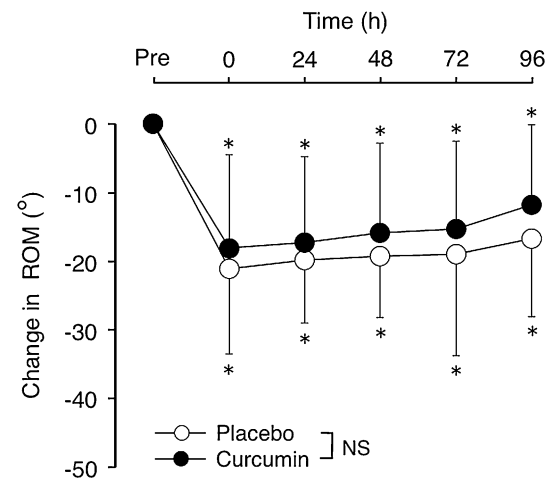 Time (h)
Pre 0 24 48 72 96
* * * * *
0
-10
-20
-30
-40
-50
Change in ROM (°)
* * * * *
Placebo
Curcumin
NS